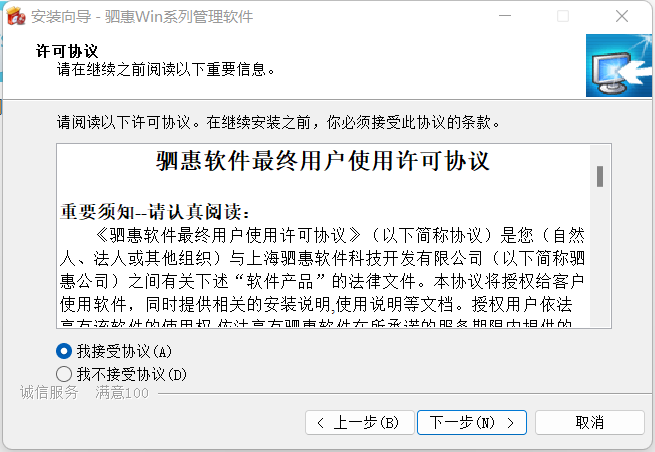 安装向导 - 驷惠Win系列管理软件
许可协议
请在继续之前阅读以下重要信息。
请阅读以下许可协议。在继续安装之前，你必须接受此协议的条款。
驷惠软件最终用户使用许可协议
重要须知--请认真阅读：
《驷惠软件最终用户使用许可协议》（以下简称协议）是您（自然
人、法人或其他组织）与上海驷惠软件科技开发有限公司（以下简称驷
惠公司）之间有关下述“软件产品”的法律文件。本协议将授权给客户
使用软件，同时提供相关的安装说明,使用说明等文档。授权用户依法
享有该软件的使用权,依法享有驷惠软件在所承诺的服务期限内提供的
我接受协议(A)
我不接受协议(D)
诚信服务 满意100
< 上一步(B)
下一步(N) >
取消